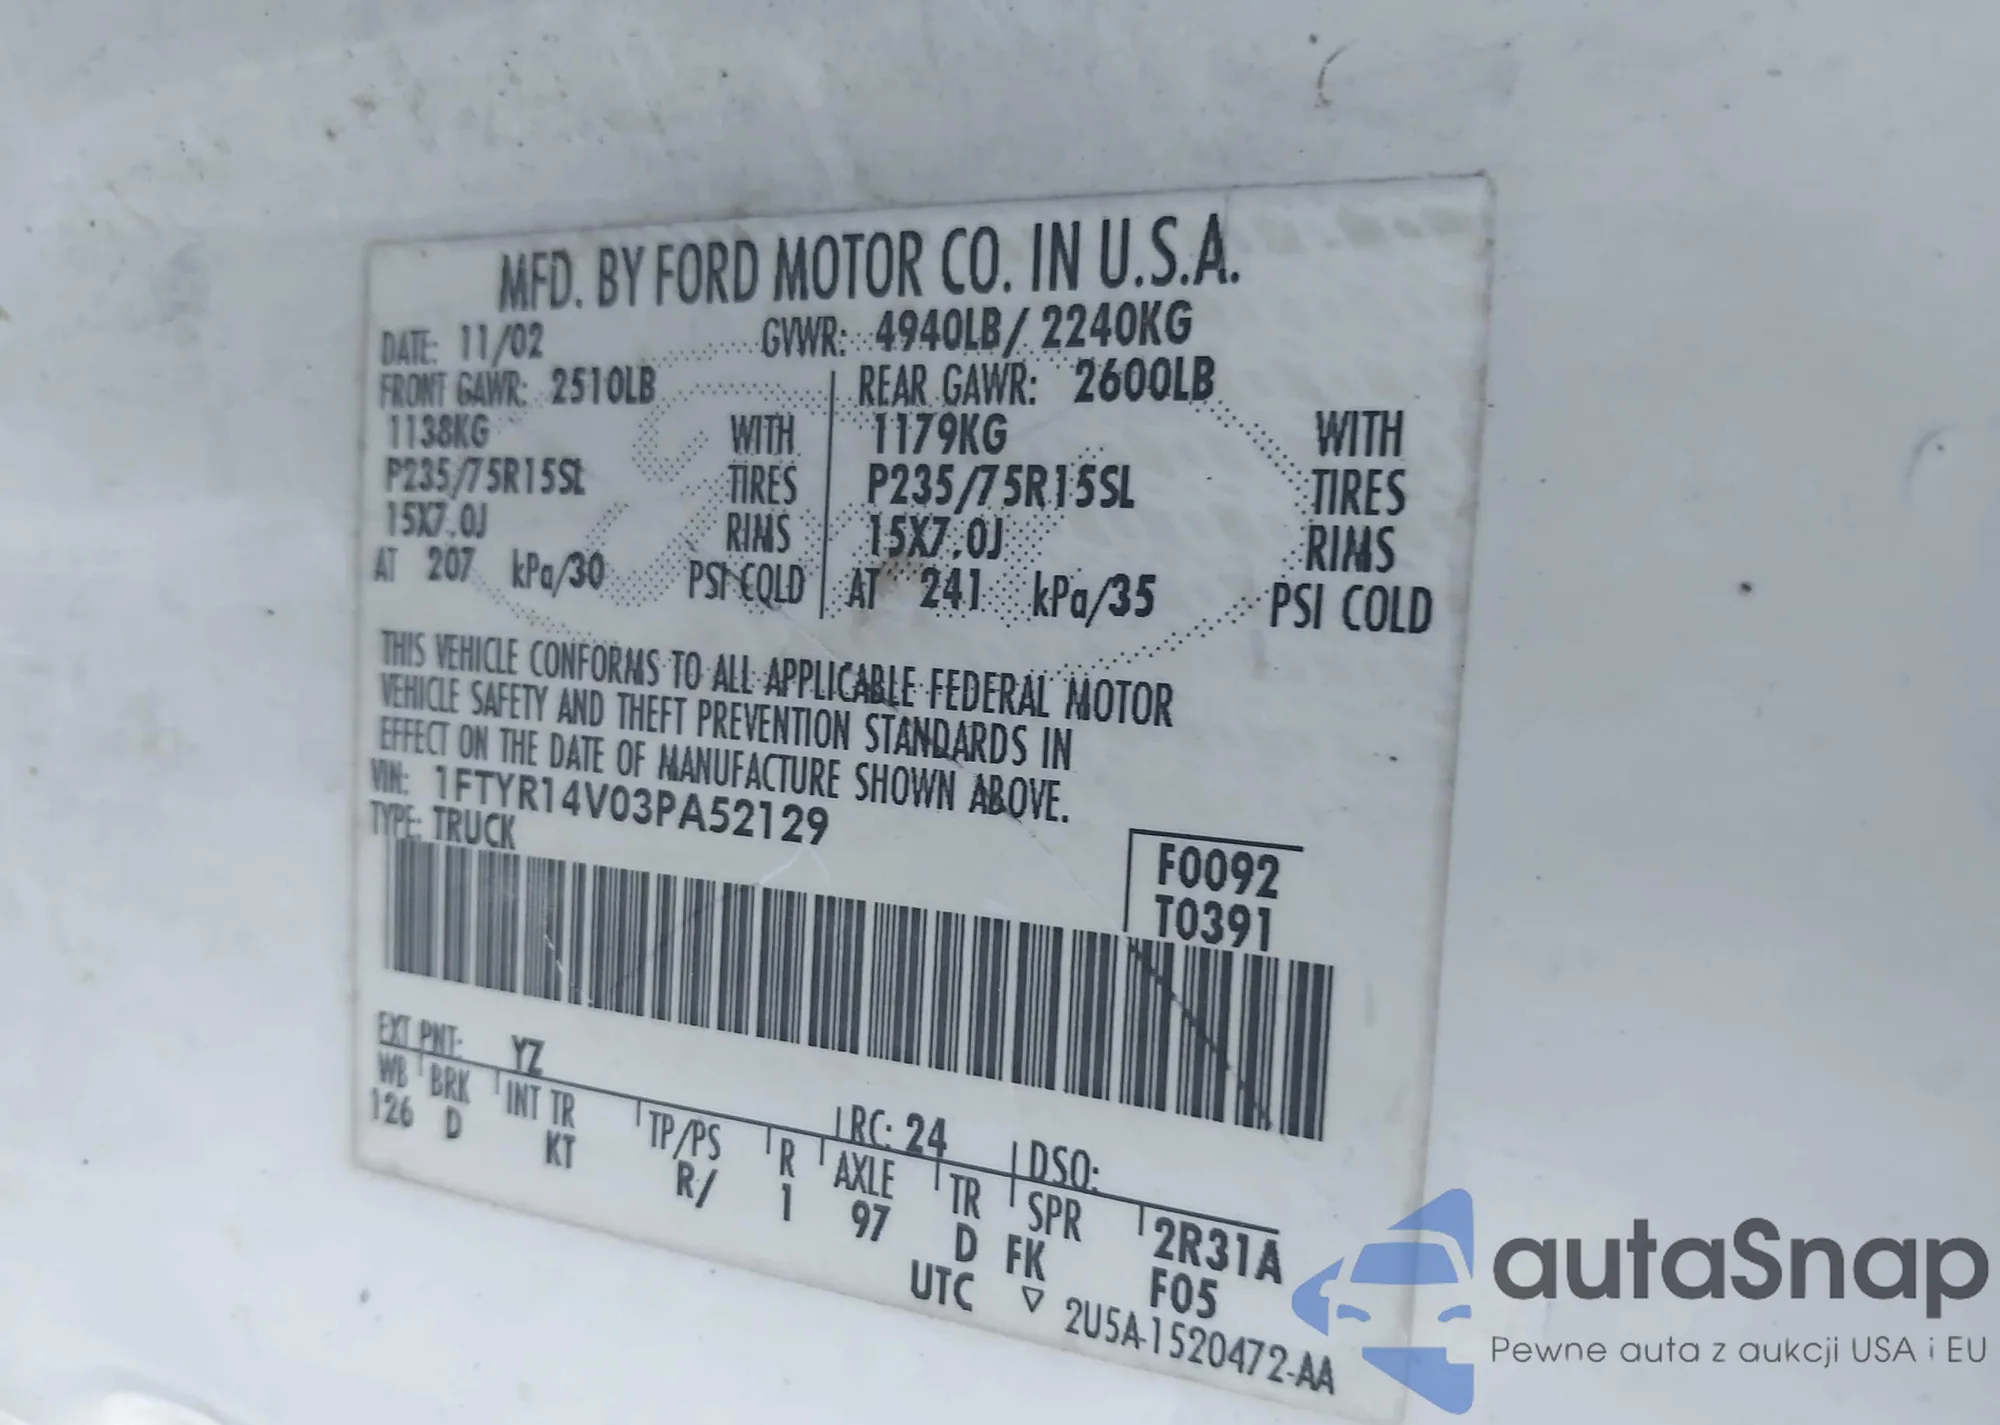 MFD. BY FORD MOTOR CO. IN U.S.A.
DATE: 11/02 GVWR: 4940LB/ 2240KG
FRONT GAWR: 2510LB REAR GAWR: 2600LB
1138KG WITH 1179KG WITH
P235/75R15SL TIRES P235/75R15SL TIRES
15X7.0J RIMS 15X7.0J RIMS
AT 207 kPa/30 PSI COLD AT 241 kPa/35 PSI COLD
THIS VEHICLE CONFORMS TO ALL APPLICABLE FEDERAL MOTOR
VEHICLE SAFETY AND THEFT PREVENTION STANDARDS IN
EFFECT ON THE DATE OF MANUFACTURE SHOWN ABOVE.
VIN: 1FTYR14V03PA52129
TYPE: TRUCK
F0092
T0391
EXT PNT: YZ RC: 24 DSO:
WB BRK INT TR TP/PS R AXLE TR SPR 2R31A
126 D KT R/ 1 97 D FK F05
UTC ▽ 2U5A-1520472-AA
autaSnap
Pewne auta z aukcji USA i EU